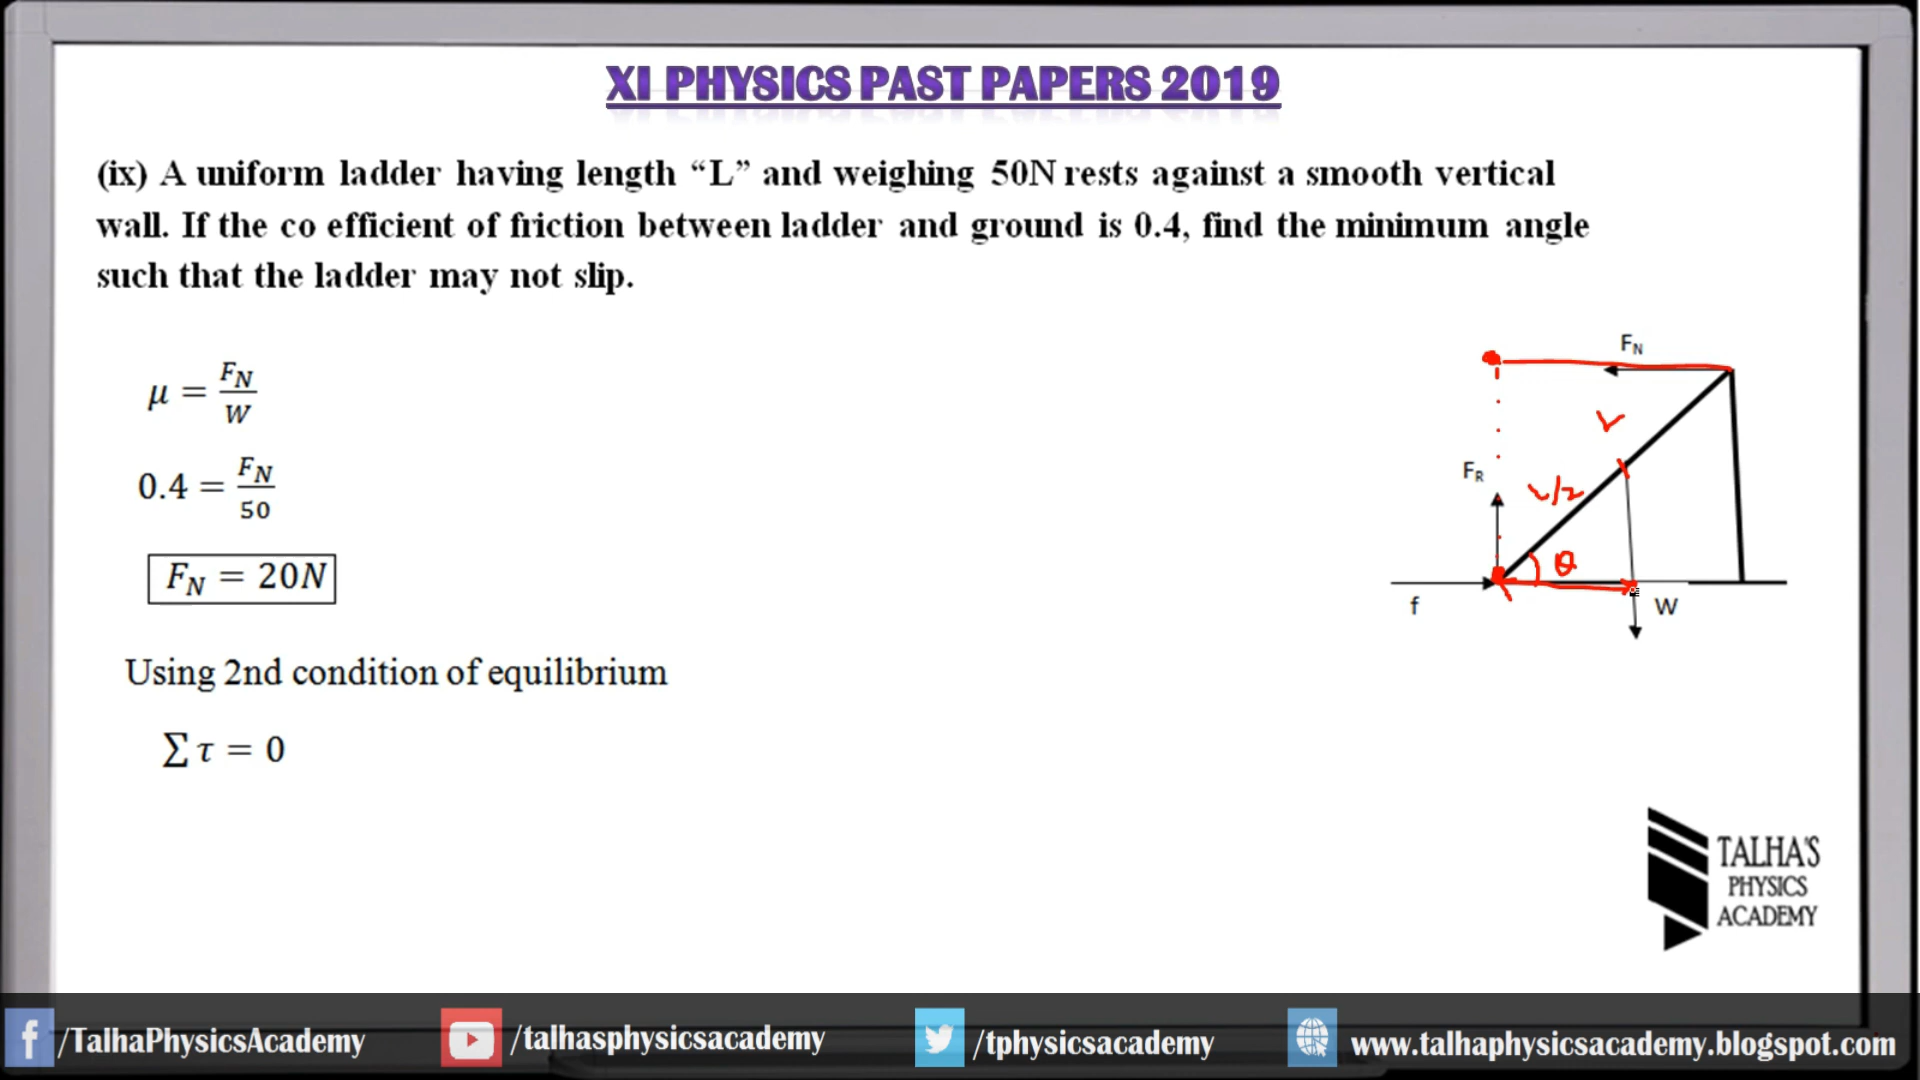 XI PHYSICS PAST PAPERS 2019
(ix) A uniform ladder having length “L” and weighing 50N rests against a smooth vertical
wall. If the co efficient of friction between ladder and ground is 0.4, find the minimum angle
such that the ladder may not slip.
μ = F_N / W
0.4 = F_N / 50
F_N = 20N
Using 2nd condition of equilibrium
∑ τ = 0
F_N
L
F_R
L/2
θ
f
W
TALHA'S
PHYSICS
ACADEMY
f /TalhaPhysicsAcademy
/talhasphysicsacademy
/tphysicsacademy
www.talhaphysicsacademy.blogspot.com